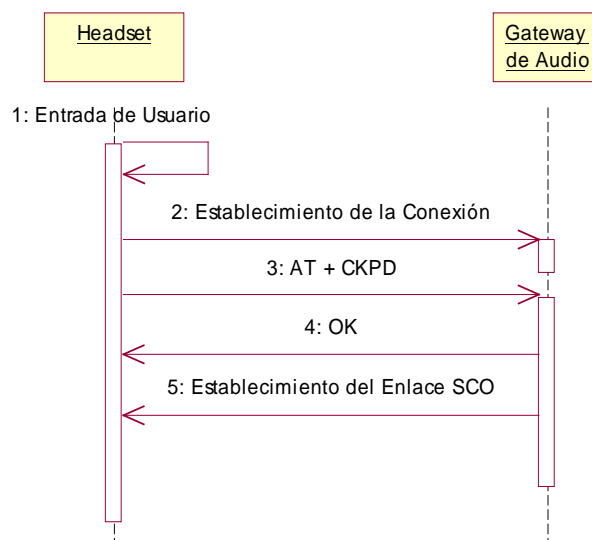 Headset
Gateway
de Audio
1: Entrada de Usuario
2: Establecimiento de la Conexión
3: AT + CKPD
4: OK
5: Establecimiento del Enlace SCO